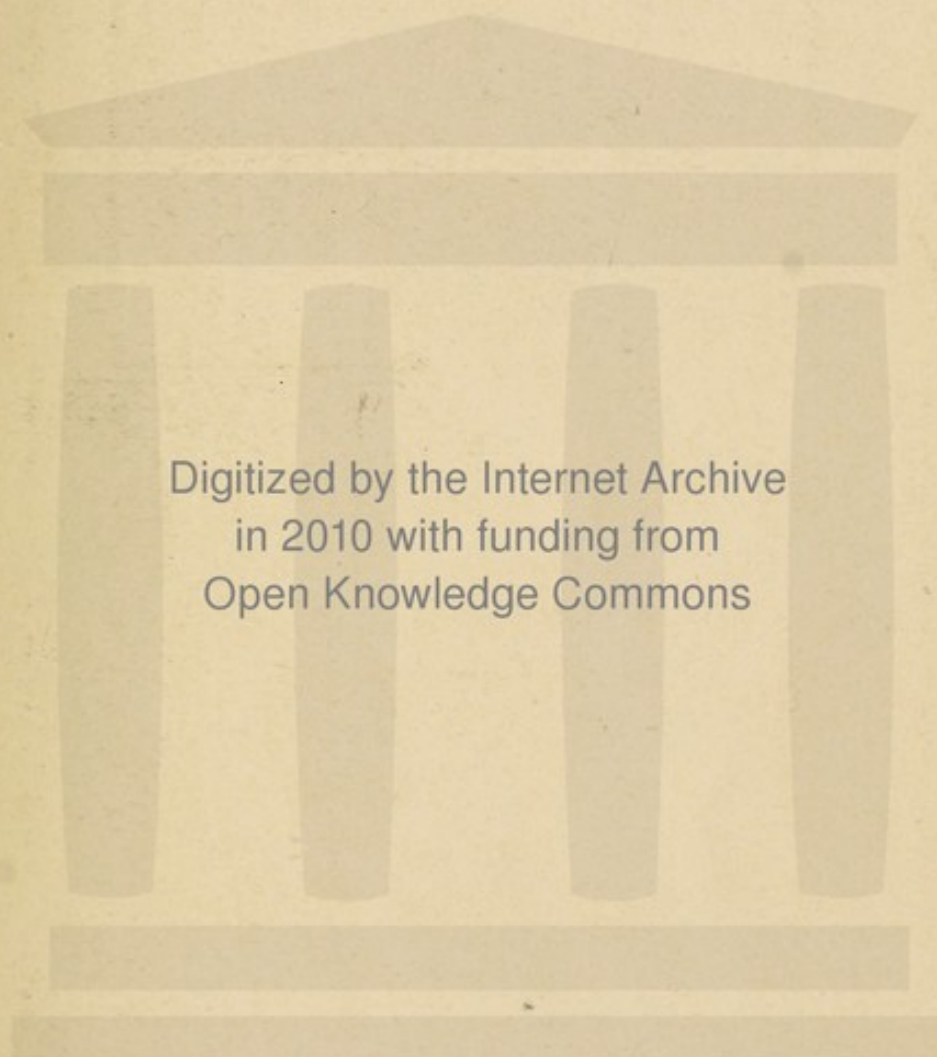 Digitized by the Internet Archive
in 2010 with funding from
Open Knowledge Commons